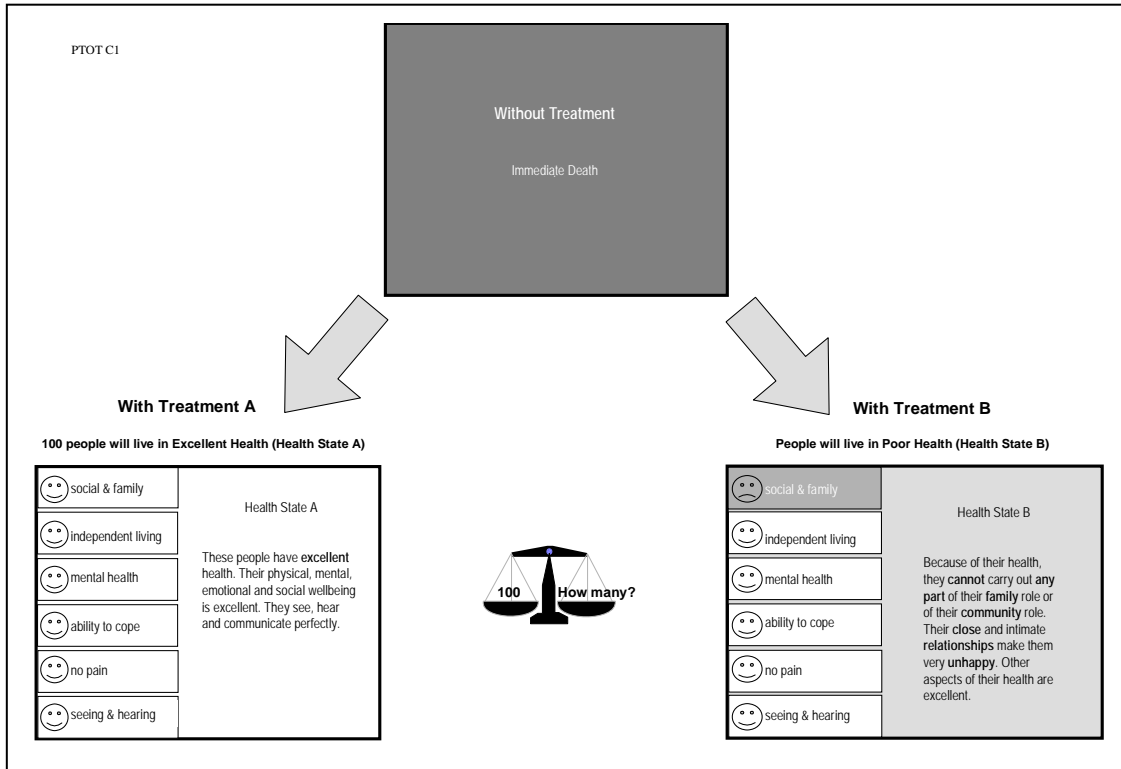 PTOT C1
Without Treatment
Immediate Death
With Treatment A
100 people will live in Excellent Health (Health State A)
social & family
independent living
mental health
ability to cope
no pain
seeing & hearing
Health State A
These people have excellent
health. Their physical, mental,
emotional and social wellbeing
is excellent. They see, hear
and communicate perfectly.
100
How many?
With Treatment B
People will live in Poor Health (Health State B)
social & family
independent living
mental health
ability to cope
no pain
seeing & hearing
Health State B
Because of their health,
they cannot carry out any
part of their family role or
of their community role.
Their close and intimate
relationships make them
very unhappy. Other
aspects of their health are
excellent.